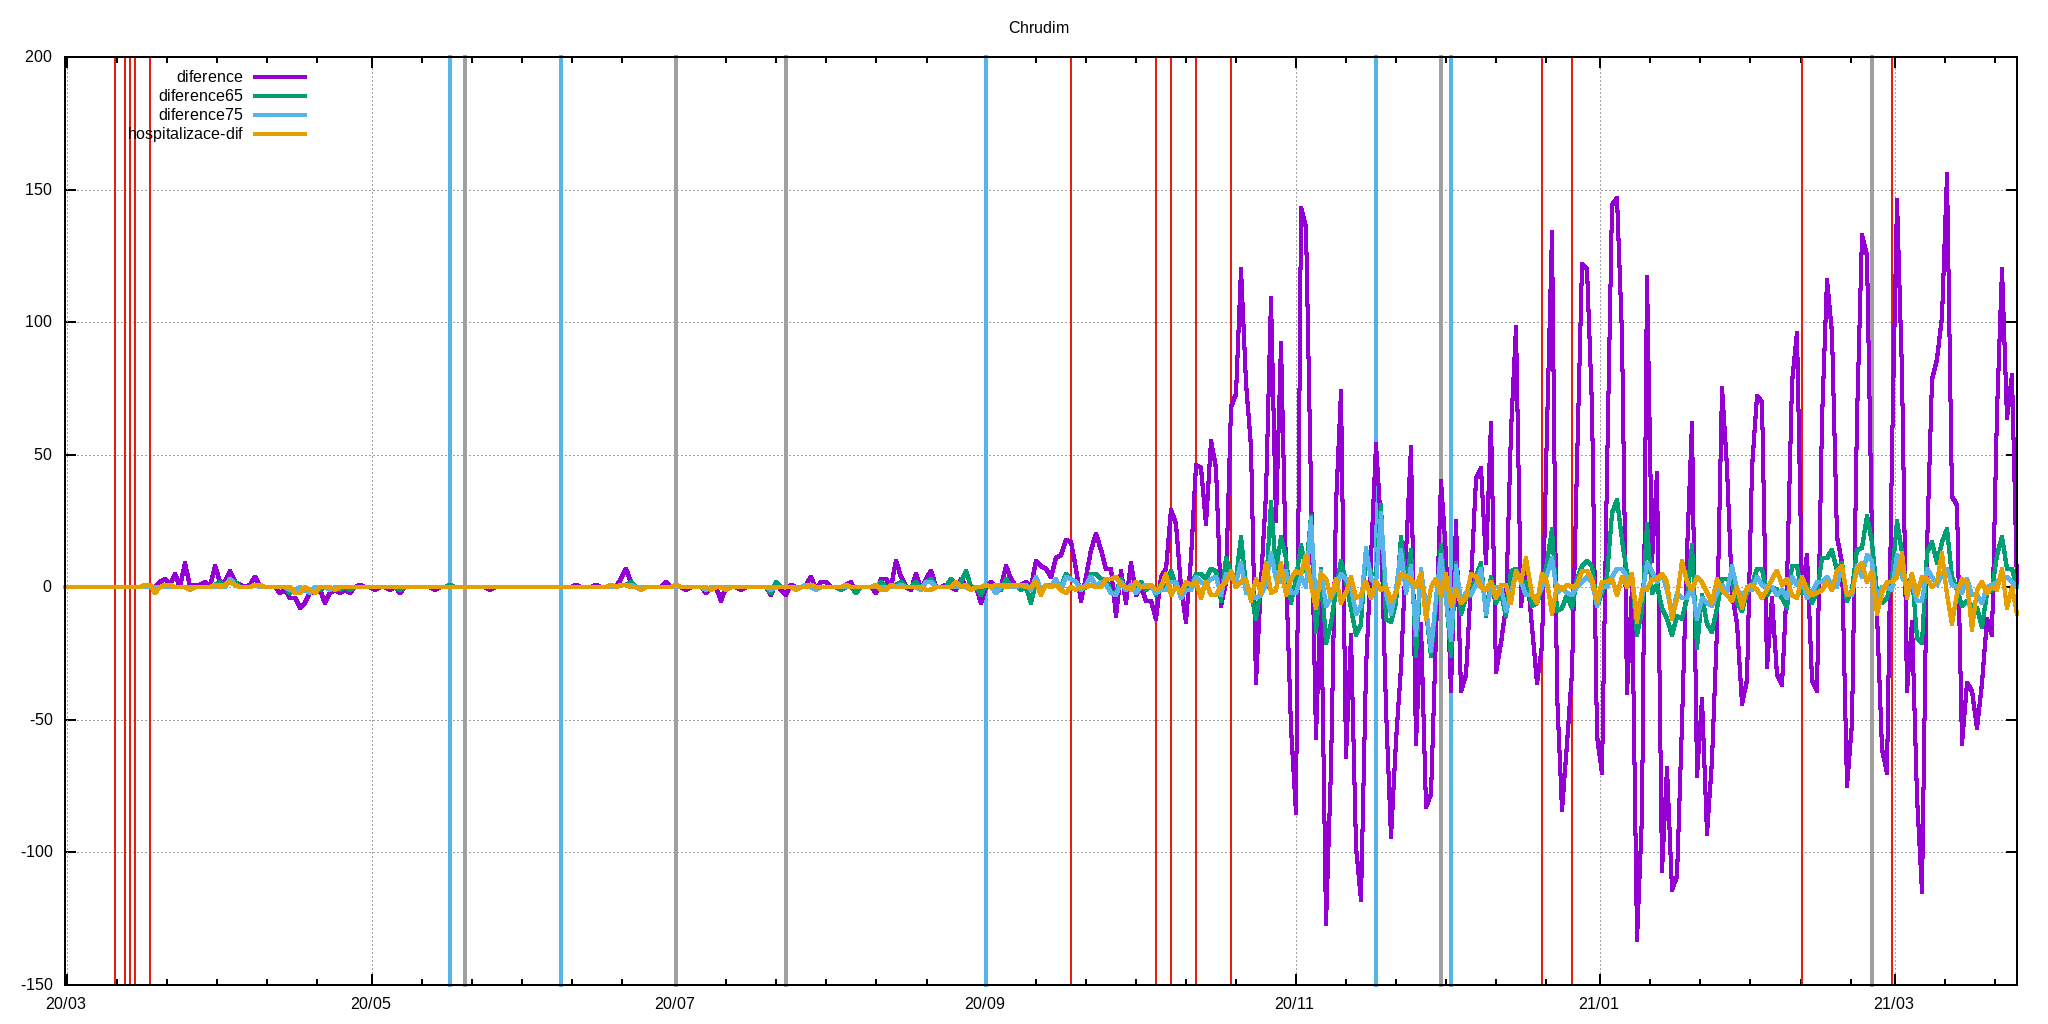 Chrudim
200
150
100
50
0
-50
-100
-150
diference
diference65
diference75
hospitalizace-dif
20/03 20/05 20/07 20/09 20/11 21/01 21/03